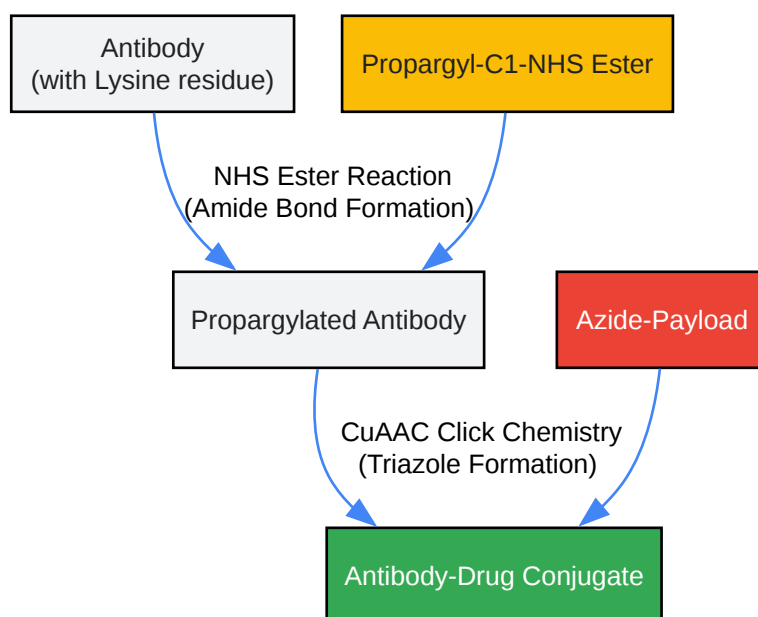 Antibody
(with Lysine residue)
Propargyl-C1-NHS Ester
NHS Ester Reaction
(Amide Bond Formation)
Propargylated Antibody
Azide-Payload
CuAAC Click Chemistry
(Triazole Formation)
Antibody-Drug Conjugate